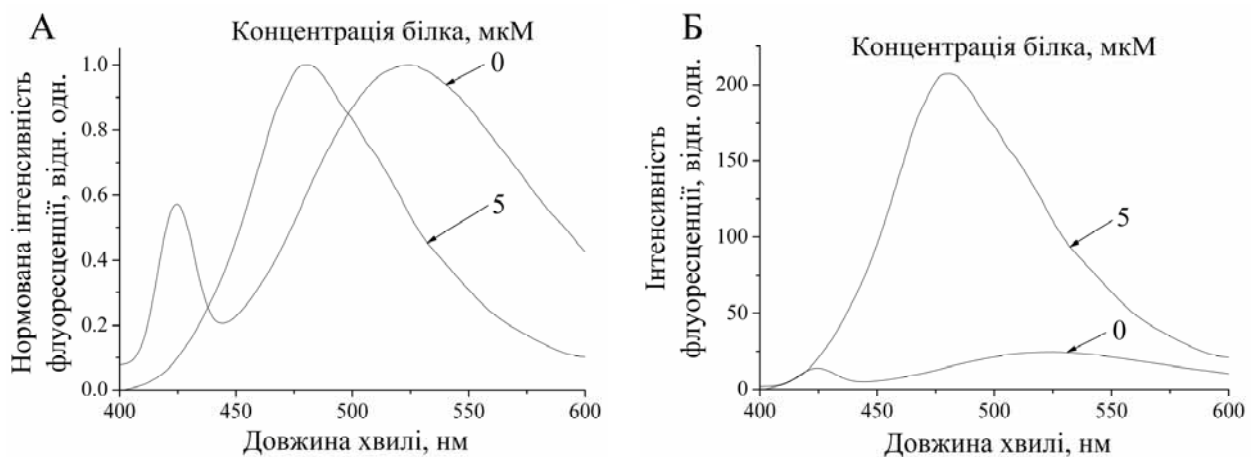 А
Концентрація білка, мкМ
Нормована інтенсивність
флуоресценції, відн. одн.
1.0
0.8
0.6
0.4
0.2
0.0
0
5
400 450 500 550 600
Довжина хвилі, нм
Б
Концентрація білка, мкМ
Інтенсивність
флуоресценції, відн. одн.
200
150
100
50
0
5
0
400 450 500 550 600
Довжина хвилі, нм